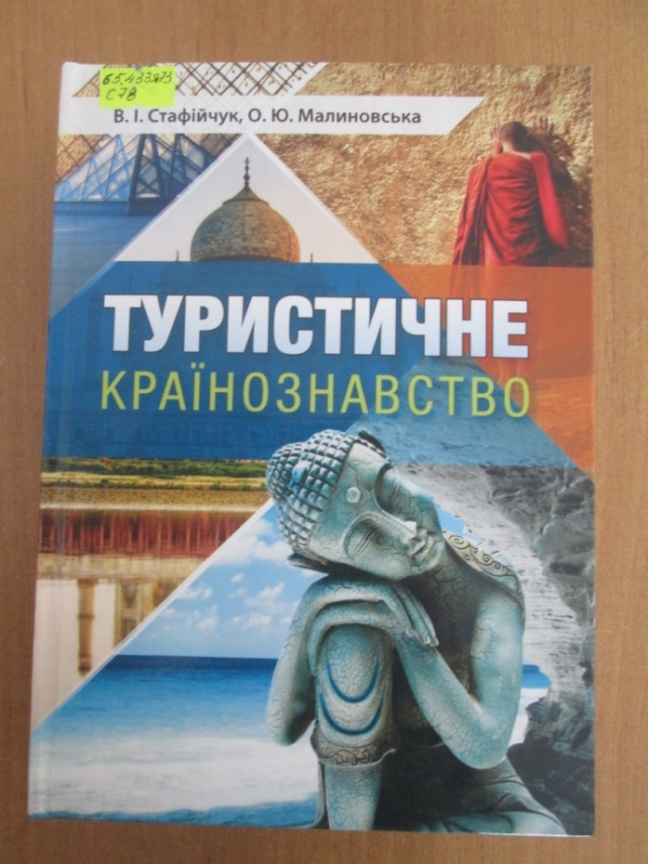 65.433я73
С78
В. І. Стафійчук, О. Ю. Малиновська
ТУРИСТИЧНЕ
КРАЇНОЗНАВСТВО